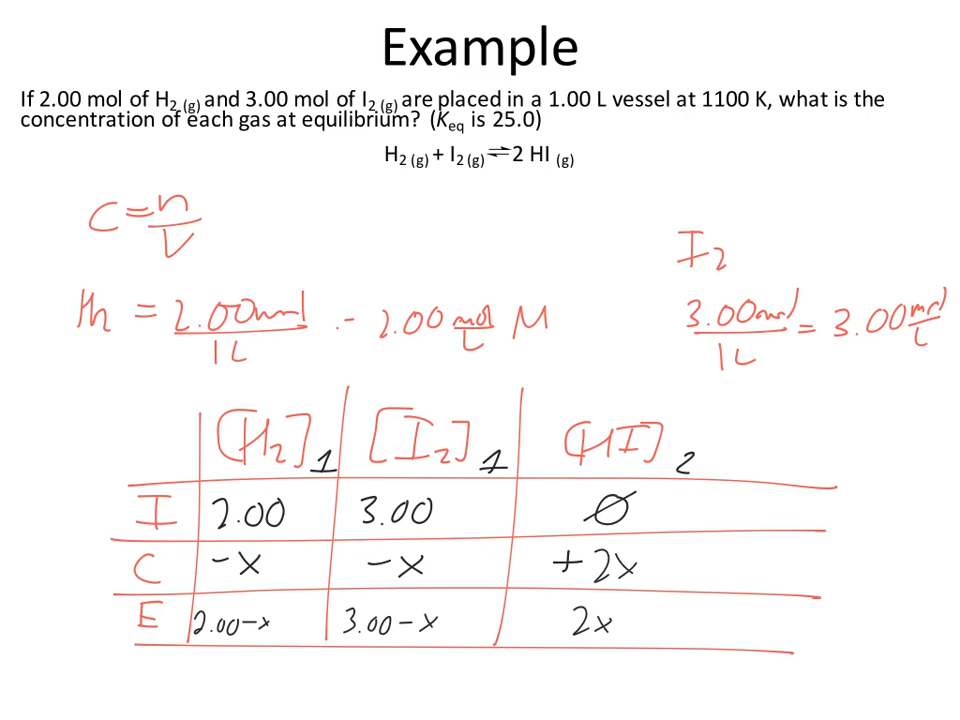 Example
If 2.00 mol of H2 (g) and 3.00 mol of I2 (g) are placed in a 1.00 L vessel at 1100 K, what is the
concentration of each gas at equilibrium? (Keq is 25.0)
H2 (g) + I2 (g) ⇌ 2 HI (g)
C = n/V
I2
H2 = 2.00mol/1L = 2.00 mol/L M
3.00mol/1L = 3.00 mol/L
[H2] 1 [I2] 1 [HI] 2
I 2.00 3.00 Ø
C -x -x +2x
E 2.00-x 3.00-x 2x